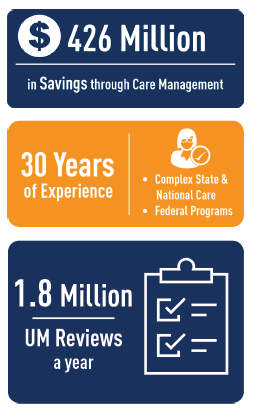 $ 426 Million
in Savings through Care Management
30 Years
of Experience
• Complex State &
National Care
• Federal Programs
1.8 Million
UM Reviews
a year